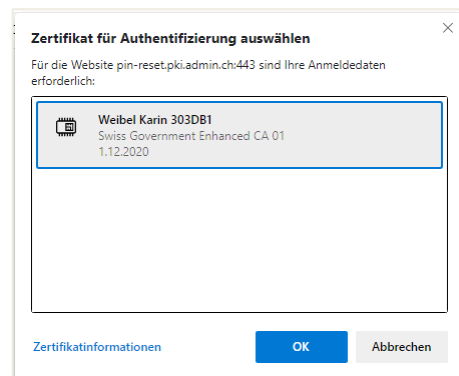 Zertifikat für Authentifizierung auswählen
Für die Website pin-reset.pki.admin.ch:443 sind Ihre Anmeldedaten
erforderlich:
Weibel Karin 303DB1
Swiss Government Enhanced CA 01
1.12.2020
Zertifikatinformationen
OK
Abbrechen